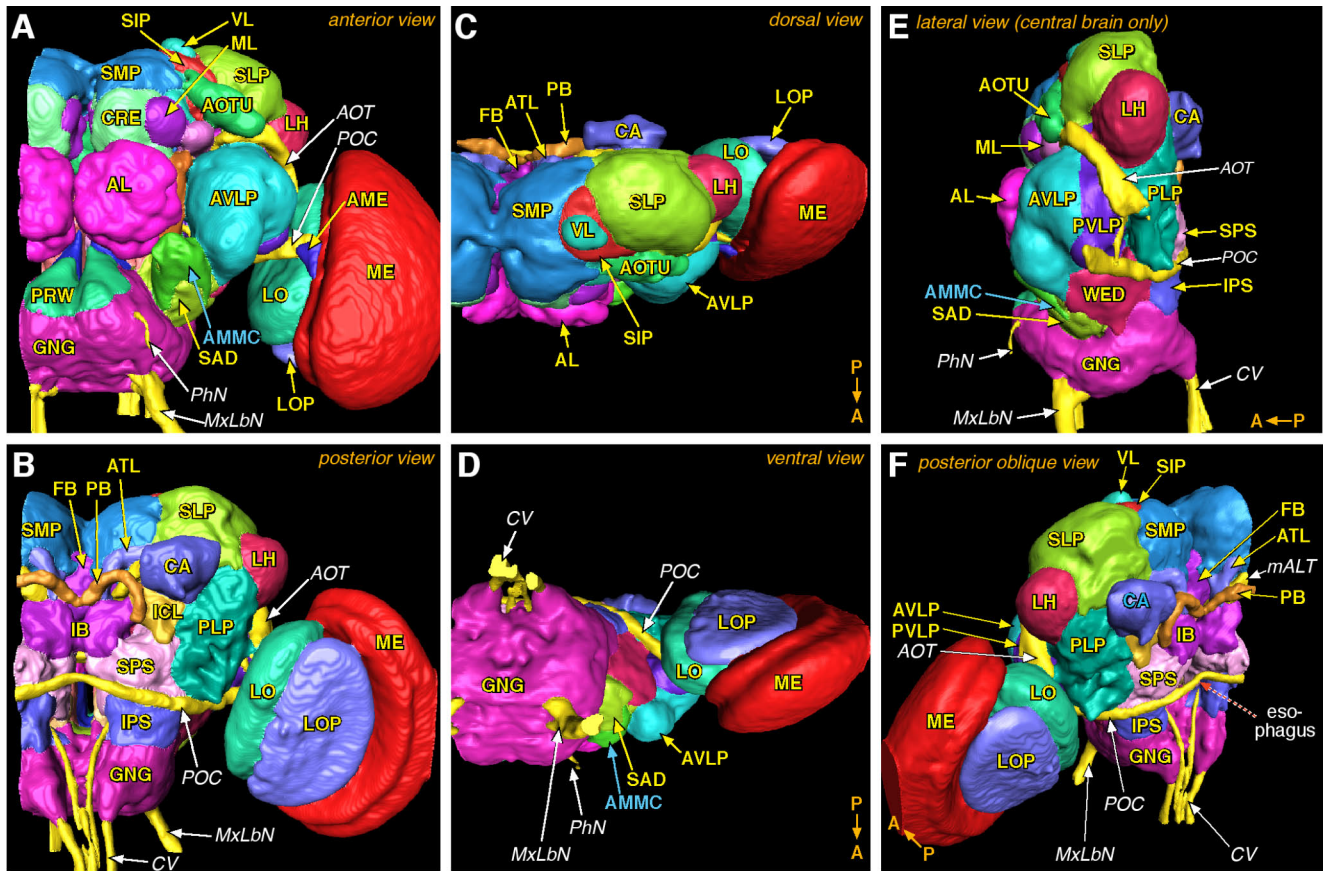 A
anterior view
VL
SIP
ML
SMP
SLP
AOTU
CRE
LH
AOT
POC
AL
AVLP
AME
ME
LO
PRW
AMMC
SAD
GNG
PhN
LOP
MxLbN
C
dorsal view
PB
ATL
FB
CA
LOP
LO
LH
SLP
SMP
VL
ME
AOTU
AVLP
SIP
AL
P
A
E
lateral view (central brain only)
SLP
AOTU
LH
CA
ML
AOT
AL
AVLP
PLP
PVLP
SPS
POC
AMMC
WED
IPS
SAD
PhN
GNG
CV
MxLbN
A
P
B
posterior view
ATL
FB
PB
SLP
SMP
CA
LH
AOT
ICL
IB
PLP
ME
SPS
LO
LOP
IPS
GNG
POC
MxLbN
CV
D
ventral view
CV
POC
LOP
LO
GNG
ME
AVLP
SAD
AMMC
PhN
MxLbN
P
A
F
posterior oblique view
VL
SIP
FB
SMP
SLP
ATL
mALT
LH
CA
PB
AVLP
PVLP
IB
AOT
PLP
SPS
LO
ME
eso-
phagus
IPS
LOP
GNG
POC
A
P
MxLbN
CV